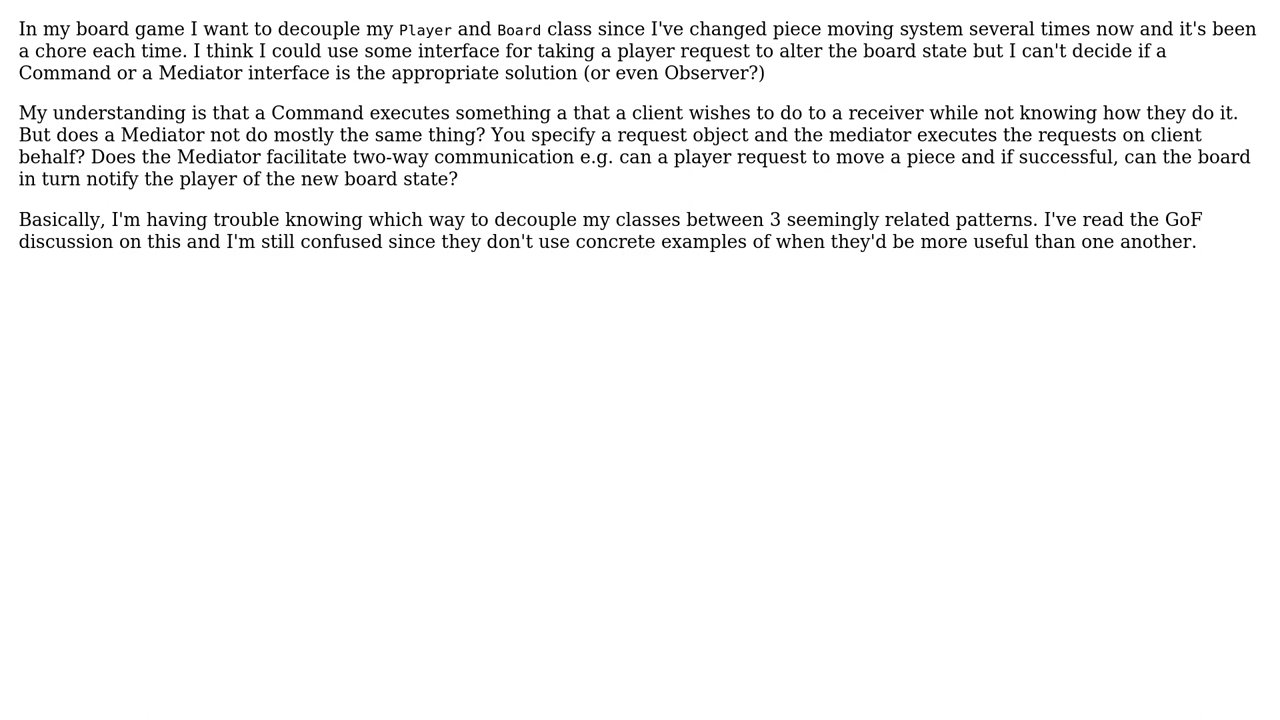 In my board game I want to decouple my Player and Board class since I've changed piece moving system several times now and it's been
a chore each time. I think I could use some interface for taking a player request to alter the board state but I can't decide if a
Command or a Mediator interface is the appropriate solution (or even Observer?)
My understanding is that a Command executes something a that a client wishes to do to a receiver while not knowing how they do it.
But does a Mediator not do mostly the same thing? You specify a request object and the mediator executes the requests on client
behalf? Does the Mediator facilitate two-way communication e.g. can a player request to move a piece and if successful, can the board
in turn notify the player of the new board state?
Basically, I'm having trouble knowing which way to decouple my classes between 3 seemingly related patterns. I've read the GoF
discussion on this and I'm still confused since they don't use concrete examples of when they'd be more useful than one another.